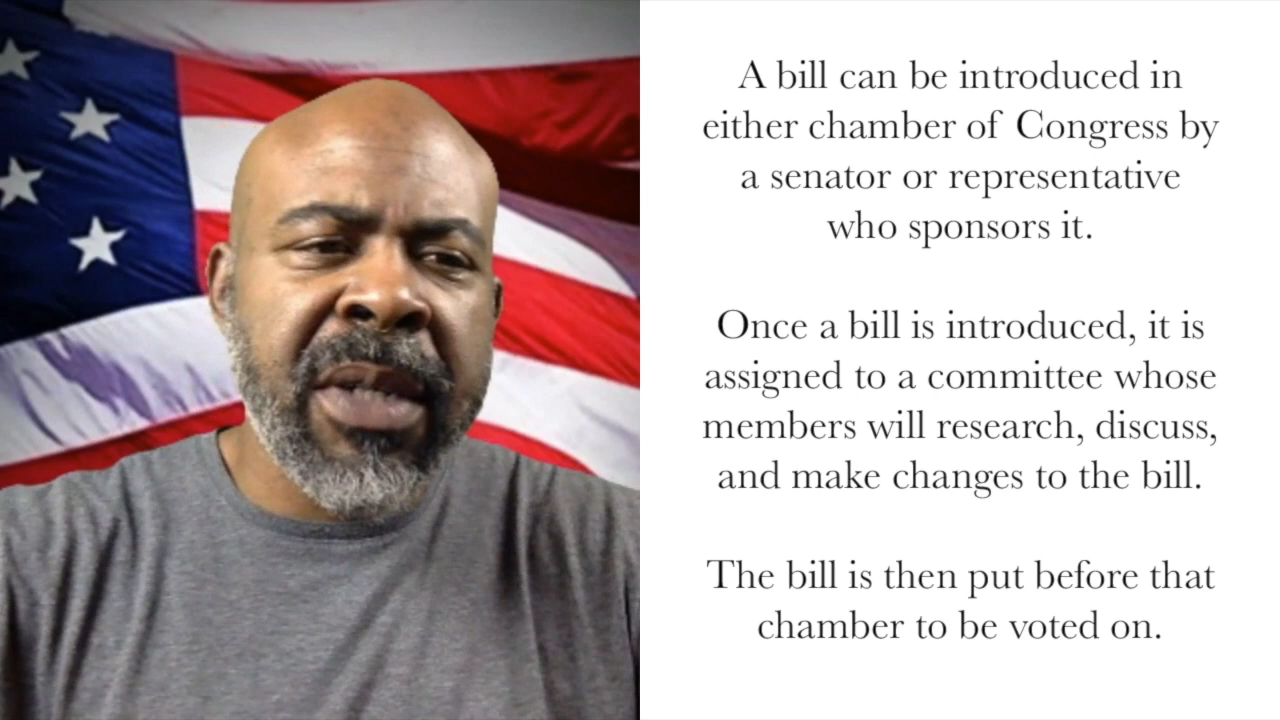 A bill can be introduced in
either chamber of Congress by
a senator or representative
who sponsors it.
Once a bill is introduced, it is
assigned to a committee whose
members will research, discuss,
and make changes to the bill.
The bill is then put before that
chamber to be voted on.